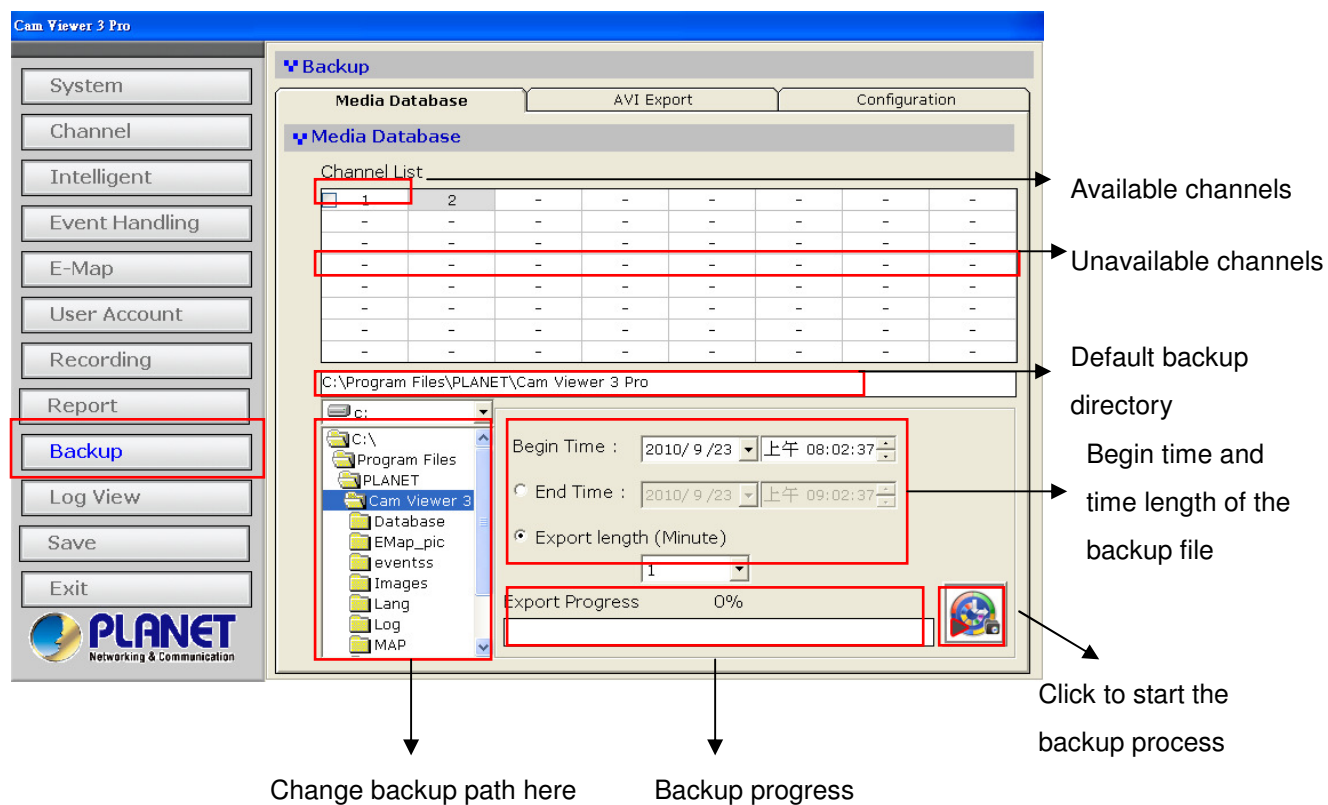 Cam Viewer 3 Pro
System
Channel
Intelligent
Event Handling
E-Map
User Account
Recording
Report
Backup
Log View
Save
Exit
PLANET
Networking & Communication
Backup
Media Database
AVI Export
Configuration
Media Database
Channel List
1 2 - - - - - -
- - - - - - - -
- - - - - - - -
- - - - - - - -
- - - - - - - -
- - - - - - - -
- - - - - - - -
- - - - - - - -
C:\Program Files\PLANET\Cam Viewer 3 Pro
c:
C:\
Program Files
PLANET
Cam Viewer 3
Database
EMap_pic
eventss
Images
Lang
Log
MAP
Begin Time : 2010/ 9 /23 上午 08:02:37
End Time : 2010/ 9 /23 上午 09:02:37
Export length (Minute)
1
Export Progress 0%
Available channels
Unavailable channels
Default backup
directory
Begin time and
time length of the
backup file
Click to start the
backup process
Change backup path here
Backup progress